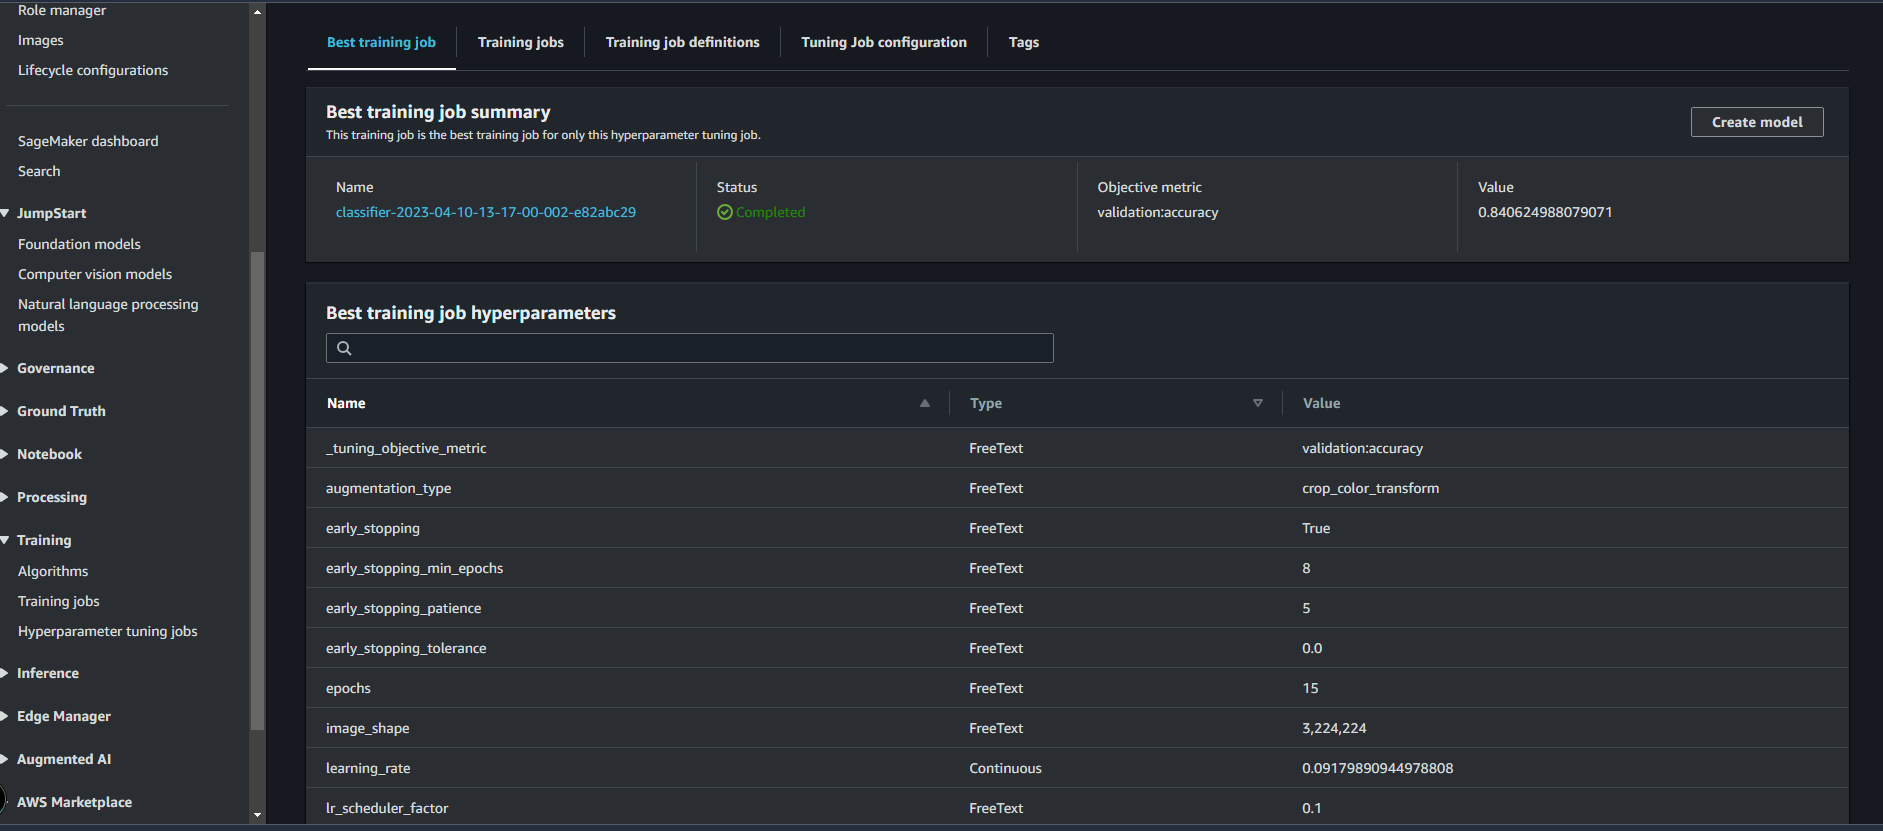 Role manager
Images
Lifecycle configurations
SageMaker dashboard
Search
JumpStart
Foundation models
Computer vision models
Natural language processing
models
Governance
Ground Truth
Notebook
Processing
Training
Algorithms
Training jobs
Hyperparameter tuning jobs
Inference
Edge Manager
Augmented AI
AWS Marketplace
Best training job Training jobs Training job definitions Tuning Job configuration Tags
Best training job summary
This training job is the best training job for only this hyperparameter tuning job.
Create model
Name Status Objective metric Value
classifier-2023-04-10-13-17-00-002-e82abc29 Completed validation:accuracy 0.840624988079071
Best training job hyperparameters
Name Type Value
_tuning_objective_metric FreeText validation:accuracy
augmentation_type FreeText crop_color_transform
early_stopping FreeText True
early_stopping_min_epochs FreeText 8
early_stopping_patience FreeText 5
early_stopping_tolerance FreeText 0.0
epochs FreeText 15
image_shape FreeText 3,224,224
learning_rate Continuous 0.09179890944978808
lr_scheduler_factor FreeText 0.1